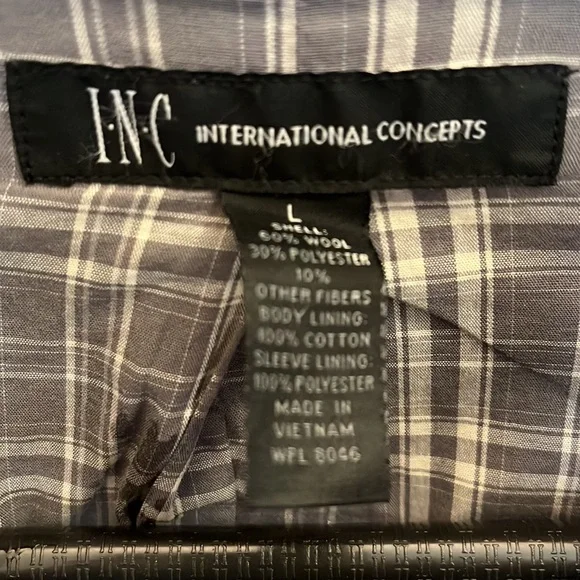 I·N·C INTERNATIONAL CONCEPTS
L
SHELL:
60% WOOL
30% POLYESTER
10%
OTHER FIBERS
BODY LINING:
100% COTTON
SLEEVE LINING:
100% POLYESTER
MADE IN
VIETNAM
WPL 8046